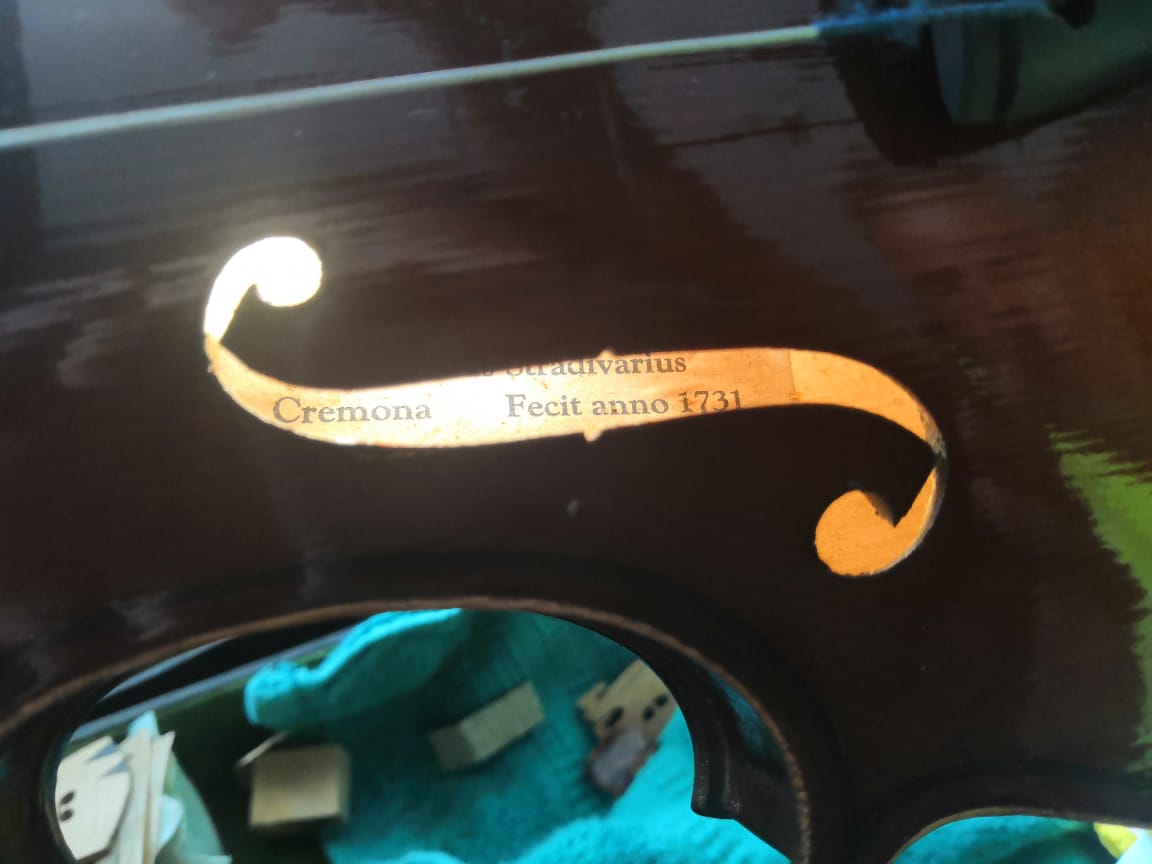 Stradivarius
Cremona Fecit anno 1731